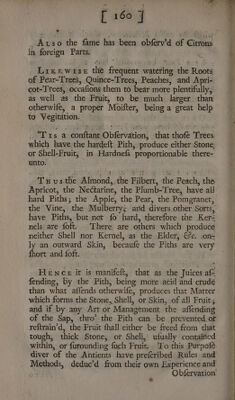 [ 160 ]
ALSO the same has been observ'd of Citrons
in foreign Parts.
LIKEWISE the frequent watering the Roots
of Pear-Trees, Quince-Trees, Peaches, and Apri-
cot-Trees, occasions them to bear more plentifully,
as well as the Fruit, to be much larger than
otherwise, a proper Moister, being a great help
to Vegitation.
'TIS a constant Observation, that those Trees
which have the hardest Pith, produce either Stone
or Shell-Fruit, in Hardness proportionable there-
unto.
THUS the Almond, the Filbert, the Peach, the
Apricot, the Nectarine, the Plumb-Tree, have all
hard Piths; the Apple, the Pear, the Pomgranet,
the Vine, the Mulberry, and divers other Sorts,
have Piths, but not so hard, therefore the Ker-
nels are soft. There are others which produce
neither Shell nor Kernel, as the Elder, &c. on-
ly an outward Skin, because the Piths are very
short and soft.
HENCE it is manifest, that as the Juices as-
sending, by the Pith, being more acid and crude
than what assends otherwise, produces that Matter
which forms the Stone, Shell, or Skin, of all Fruit;
and if by any Art or Management the assending
of the Sap, thro' the Pith can be prevented or
restrain'd, the Fruit shall either be freed from that
tough, thick Stone, or Shell, usually contained
within, or surrounding such Fruit. To this Purpose
diver of the Antients have prescribed Rules and
Methods, deduc'd from their own Experience and
Observation